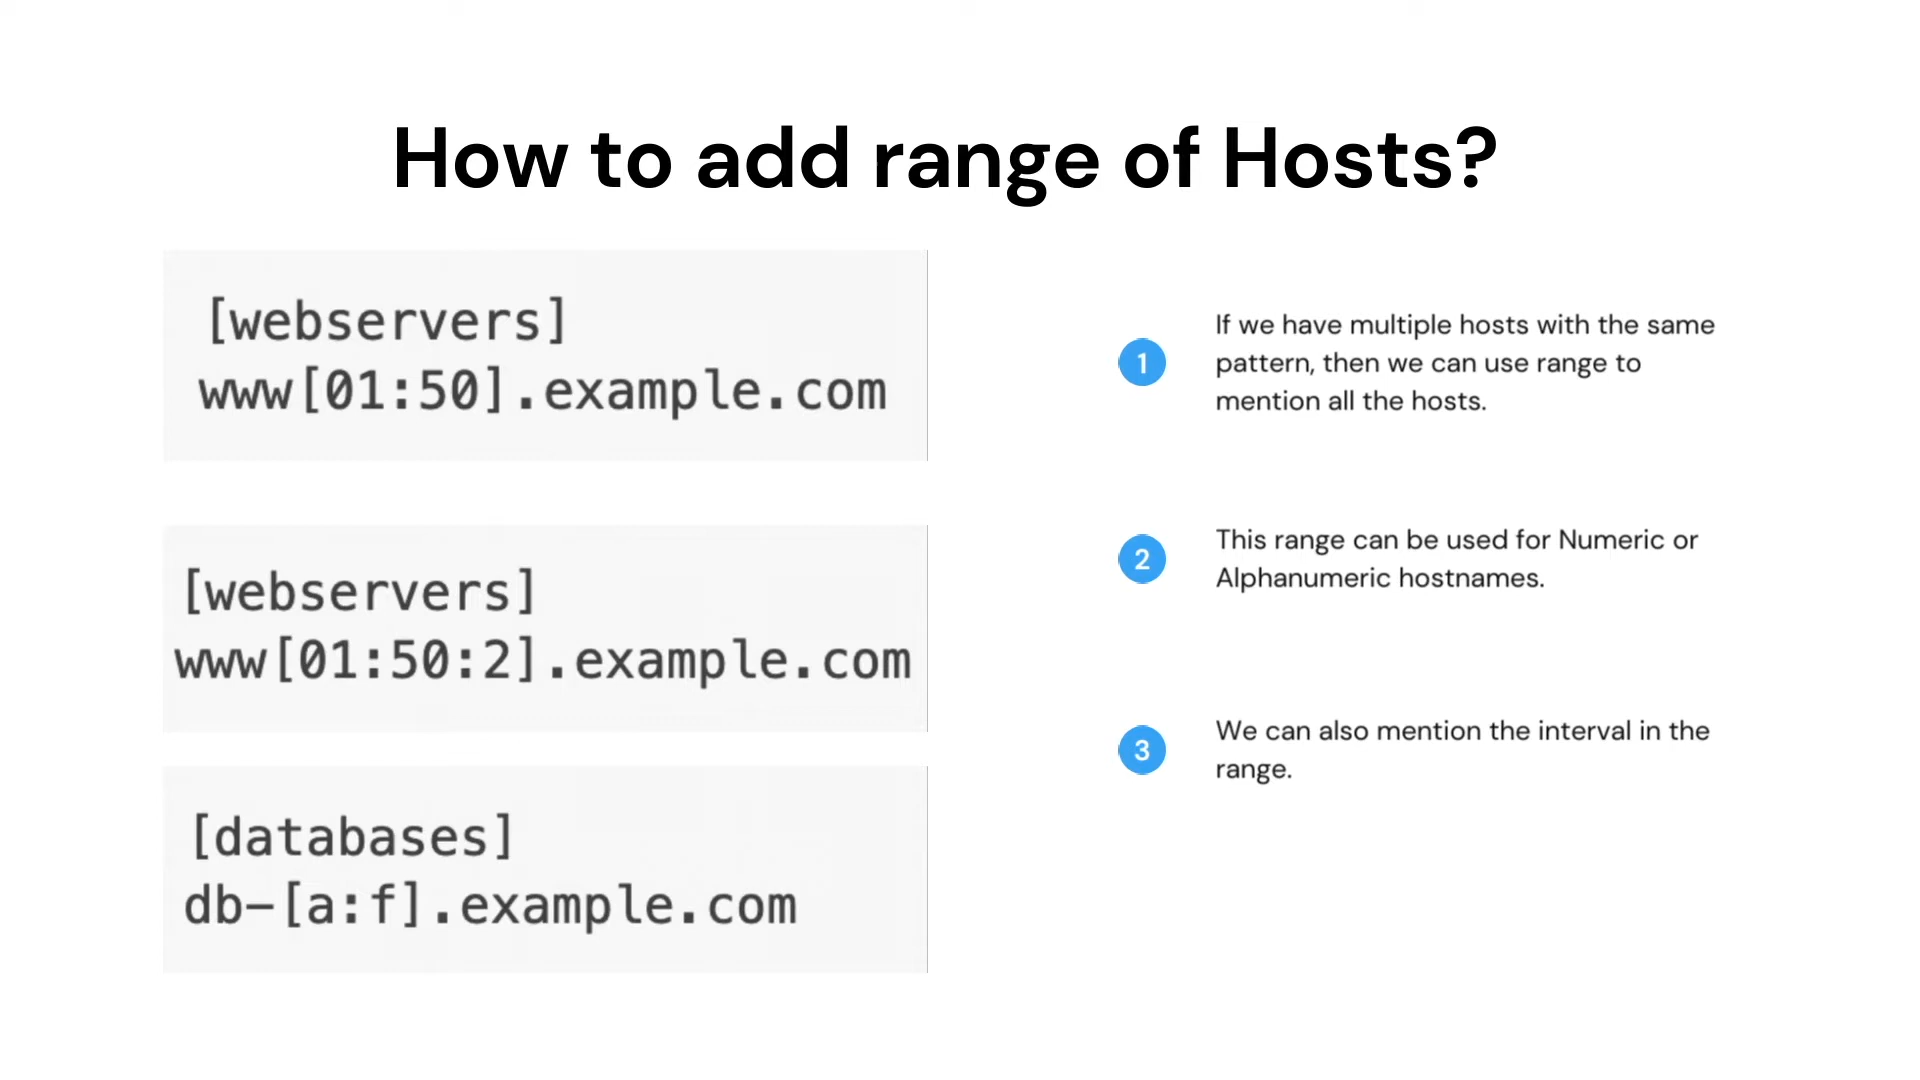 How to add range of Hosts?
[webservers]
www[01:50].example.com
[webservers]
www[01:50:2].example.com
[databases]
db-[a:f].example.com
1
If we have multiple hosts with the same
pattern, then we can use range to
mention all the hosts.
2
This range can be used for Numeric or
Alphanumeric hostnames.
3
We can also mention the interval in the
range.